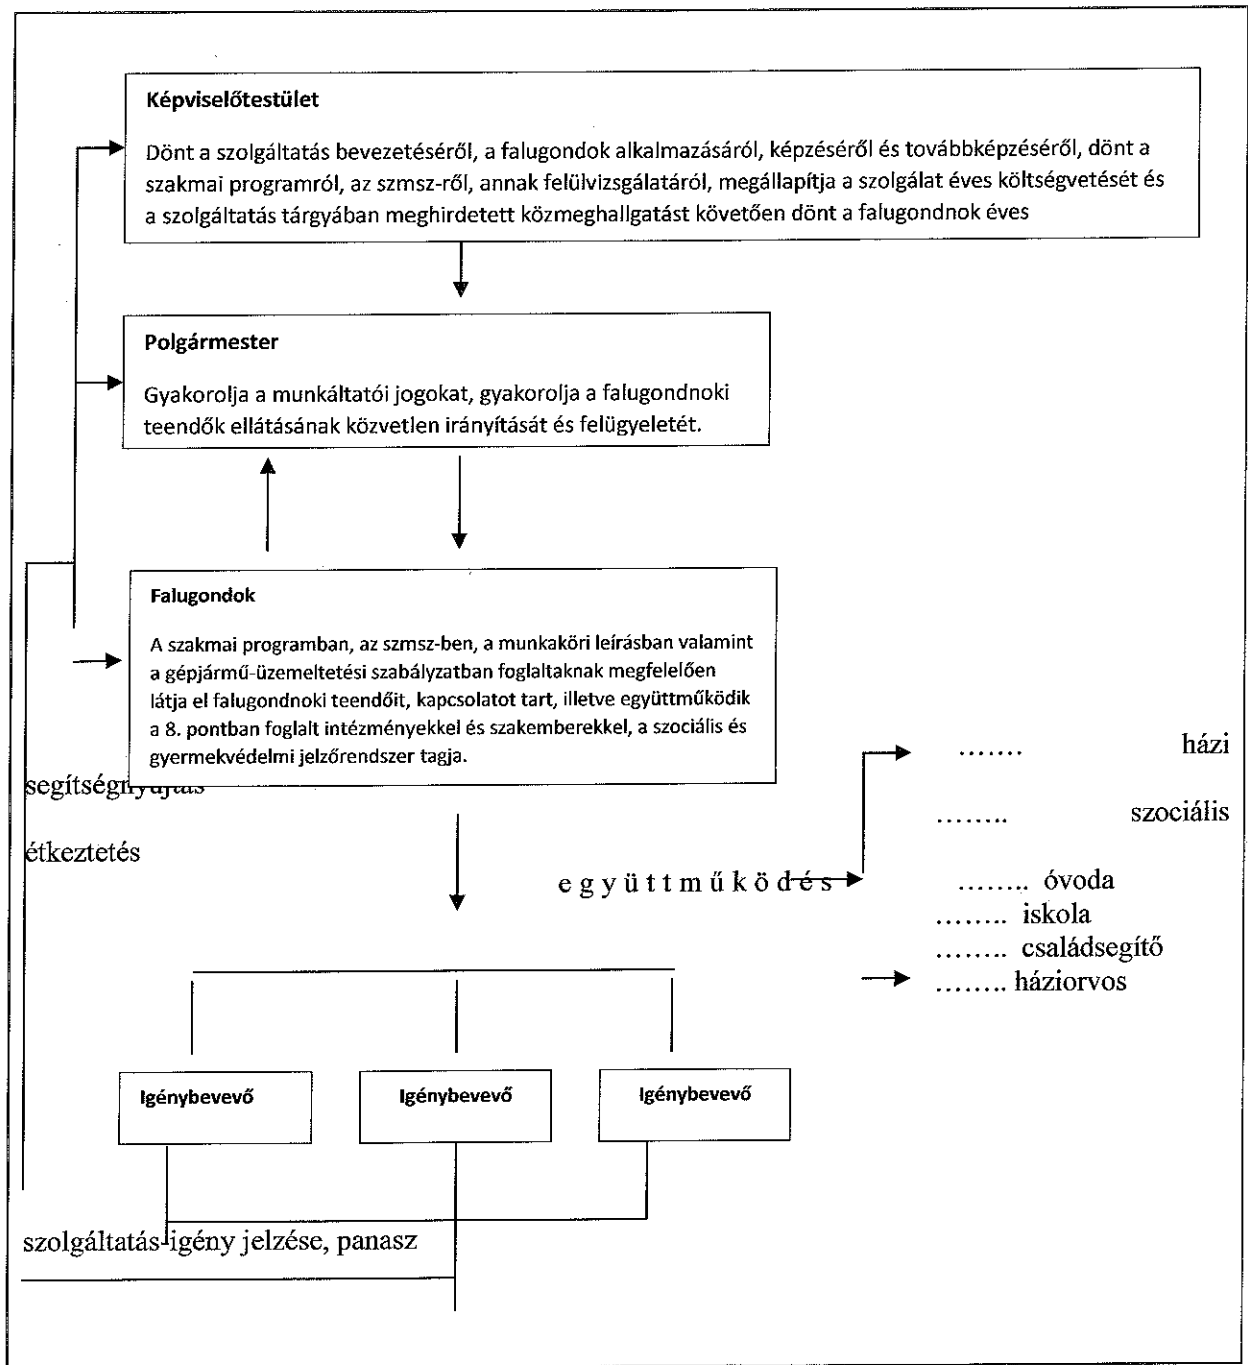 Képviselőtestület
Dönt a szolgáltatás bevezetéséről, a falugondok alkalmazásáról, képzéséről és továbbképzéséről, dönt a
szakmai programról, az szmsz-ről, annak felülvizsgálatáról, megállapítja a szolgálat éves költségvetését és
a szolgáltatás tárgyában meghirdetett közmeghallgatást követően dönt a falugondnok éves
Polgármester
Gyakorolja a munkáltatói jogokat, gyakorolja a falugondnoki
teendők ellátásának közvetlen irányítását és felügyeletét.
Falugondok
A szakmai programban, az szmsz-ben, a munkaköri leírásban valamint
a gépjármű-üzemeltetési szabályzatban foglaltaknak megfelelően
látja el falugondnoki teendőit, kapcsolatot tart, illetve együttműködik
a 8. pontban foglalt intézményekkel és szakemberekkel, a szociális és
gyermekvédelmi jelzőrendszer tagja.
....... házi
segítségnyújtás
........ szociális
étkeztetés
e g y ü t t m ű k ö d é s
........ óvoda
........ iskola
........ családsegítő
........ háziorvos
Igénybevevő
Igénybevevő
Igénybevevő
szolgáltatás-igény jelzése, panasz